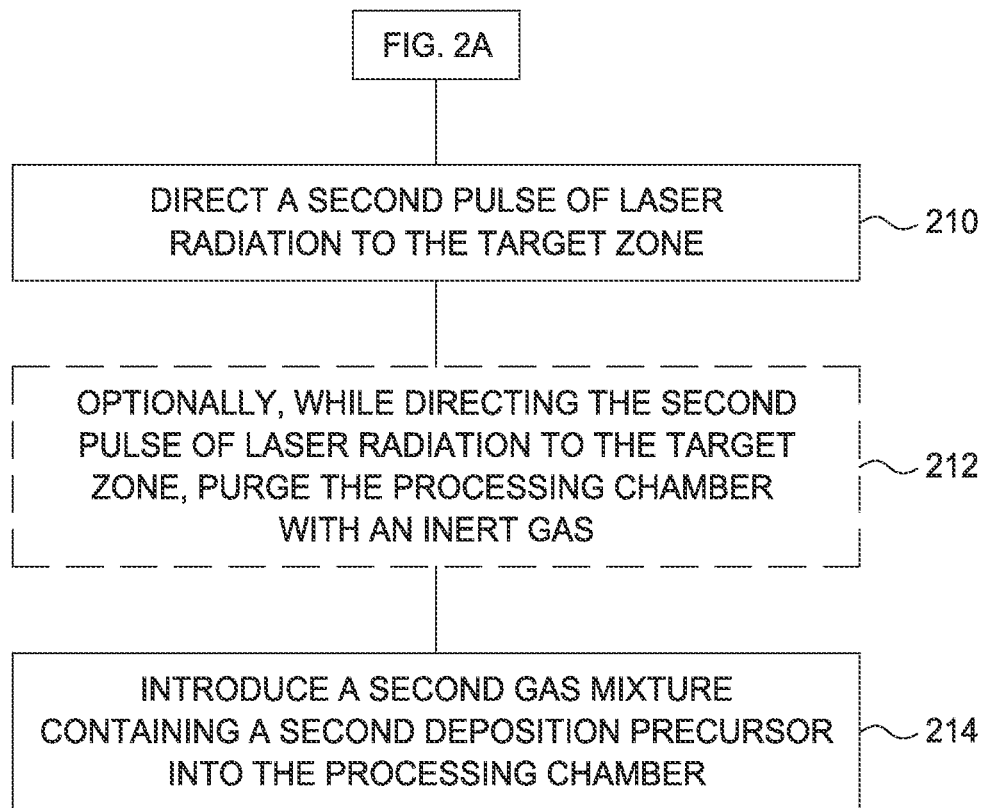 FIG. 2A
DIRECT A SECOND PULSE OF LASER
RADIATION TO THE TARGET ZONE
210
OPTIONALLY, WHILE DIRECTING THE SECOND
PULSE OF LASER RADIATION TO THE TARGET
ZONE, PURGE THE PROCESSING CHAMBER
WITH AN INERT GAS
212
INTRODUCE A SECOND GAS MIXTURE
CONTAINING A SECOND DEPOSITION PRECURSOR
INTO THE PROCESSING CHAMBER
214